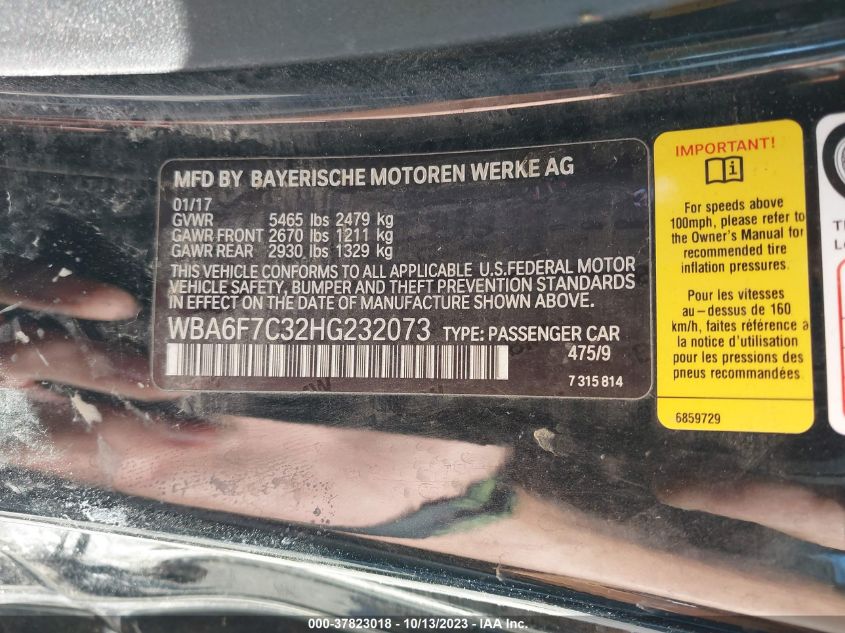 MFD BY BAYERISCHE MOTOREN WERKE AG
01/17
GVWR 5465 lbs 2479 kg
GAWR FRONT 2670 lbs 1211 kg
GAWR REAR 2930 lbs 1329 kg
THIS VEHICLE CONFORMS TO ALL APPLICABLE U.S.FEDERAL MOTOR
VEHICLE SAFETY, BUMPER AND THEFT PREVENTION STANDARDS
IN EFFECT ON THE DATE OF MANUFACTURE SHOWN ABOVE.
WBA6F7C32HG232073 TYPE: PASSENGER CAR
475/9
7 315 814
IMPORTANT!
For speeds above
100mph, please refer to
the Owner's Manual for
recommended tire
inflation pressures.
Pour les vitesses
au-dessus de 160
km/h, faites référence à
la notice d'utilisation
pour les pressions des
pneus recommandées.
6859729
000-37823018 - 10/13/2023 - IAA Inc.